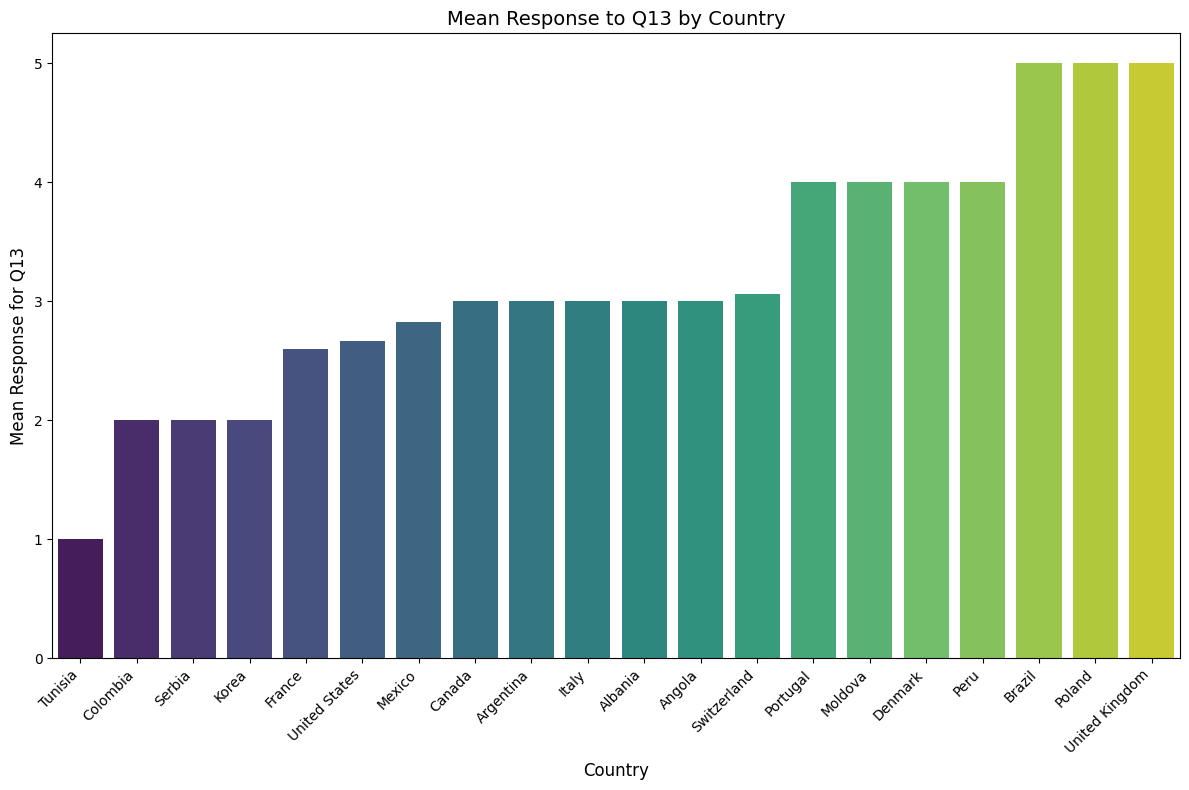 Mean Response to Q13 by Country
Mean Response for Q13
5
4
3
2
1
0
Tunisia
Colombia
Serbia
Korea
France
United States
Mexico
Canada
Argentina
Italy
Albania
Angola
Switzerland
Portugal
Moldova
Denmark
Peru
Brazil
Poland
United Kingdom
Country